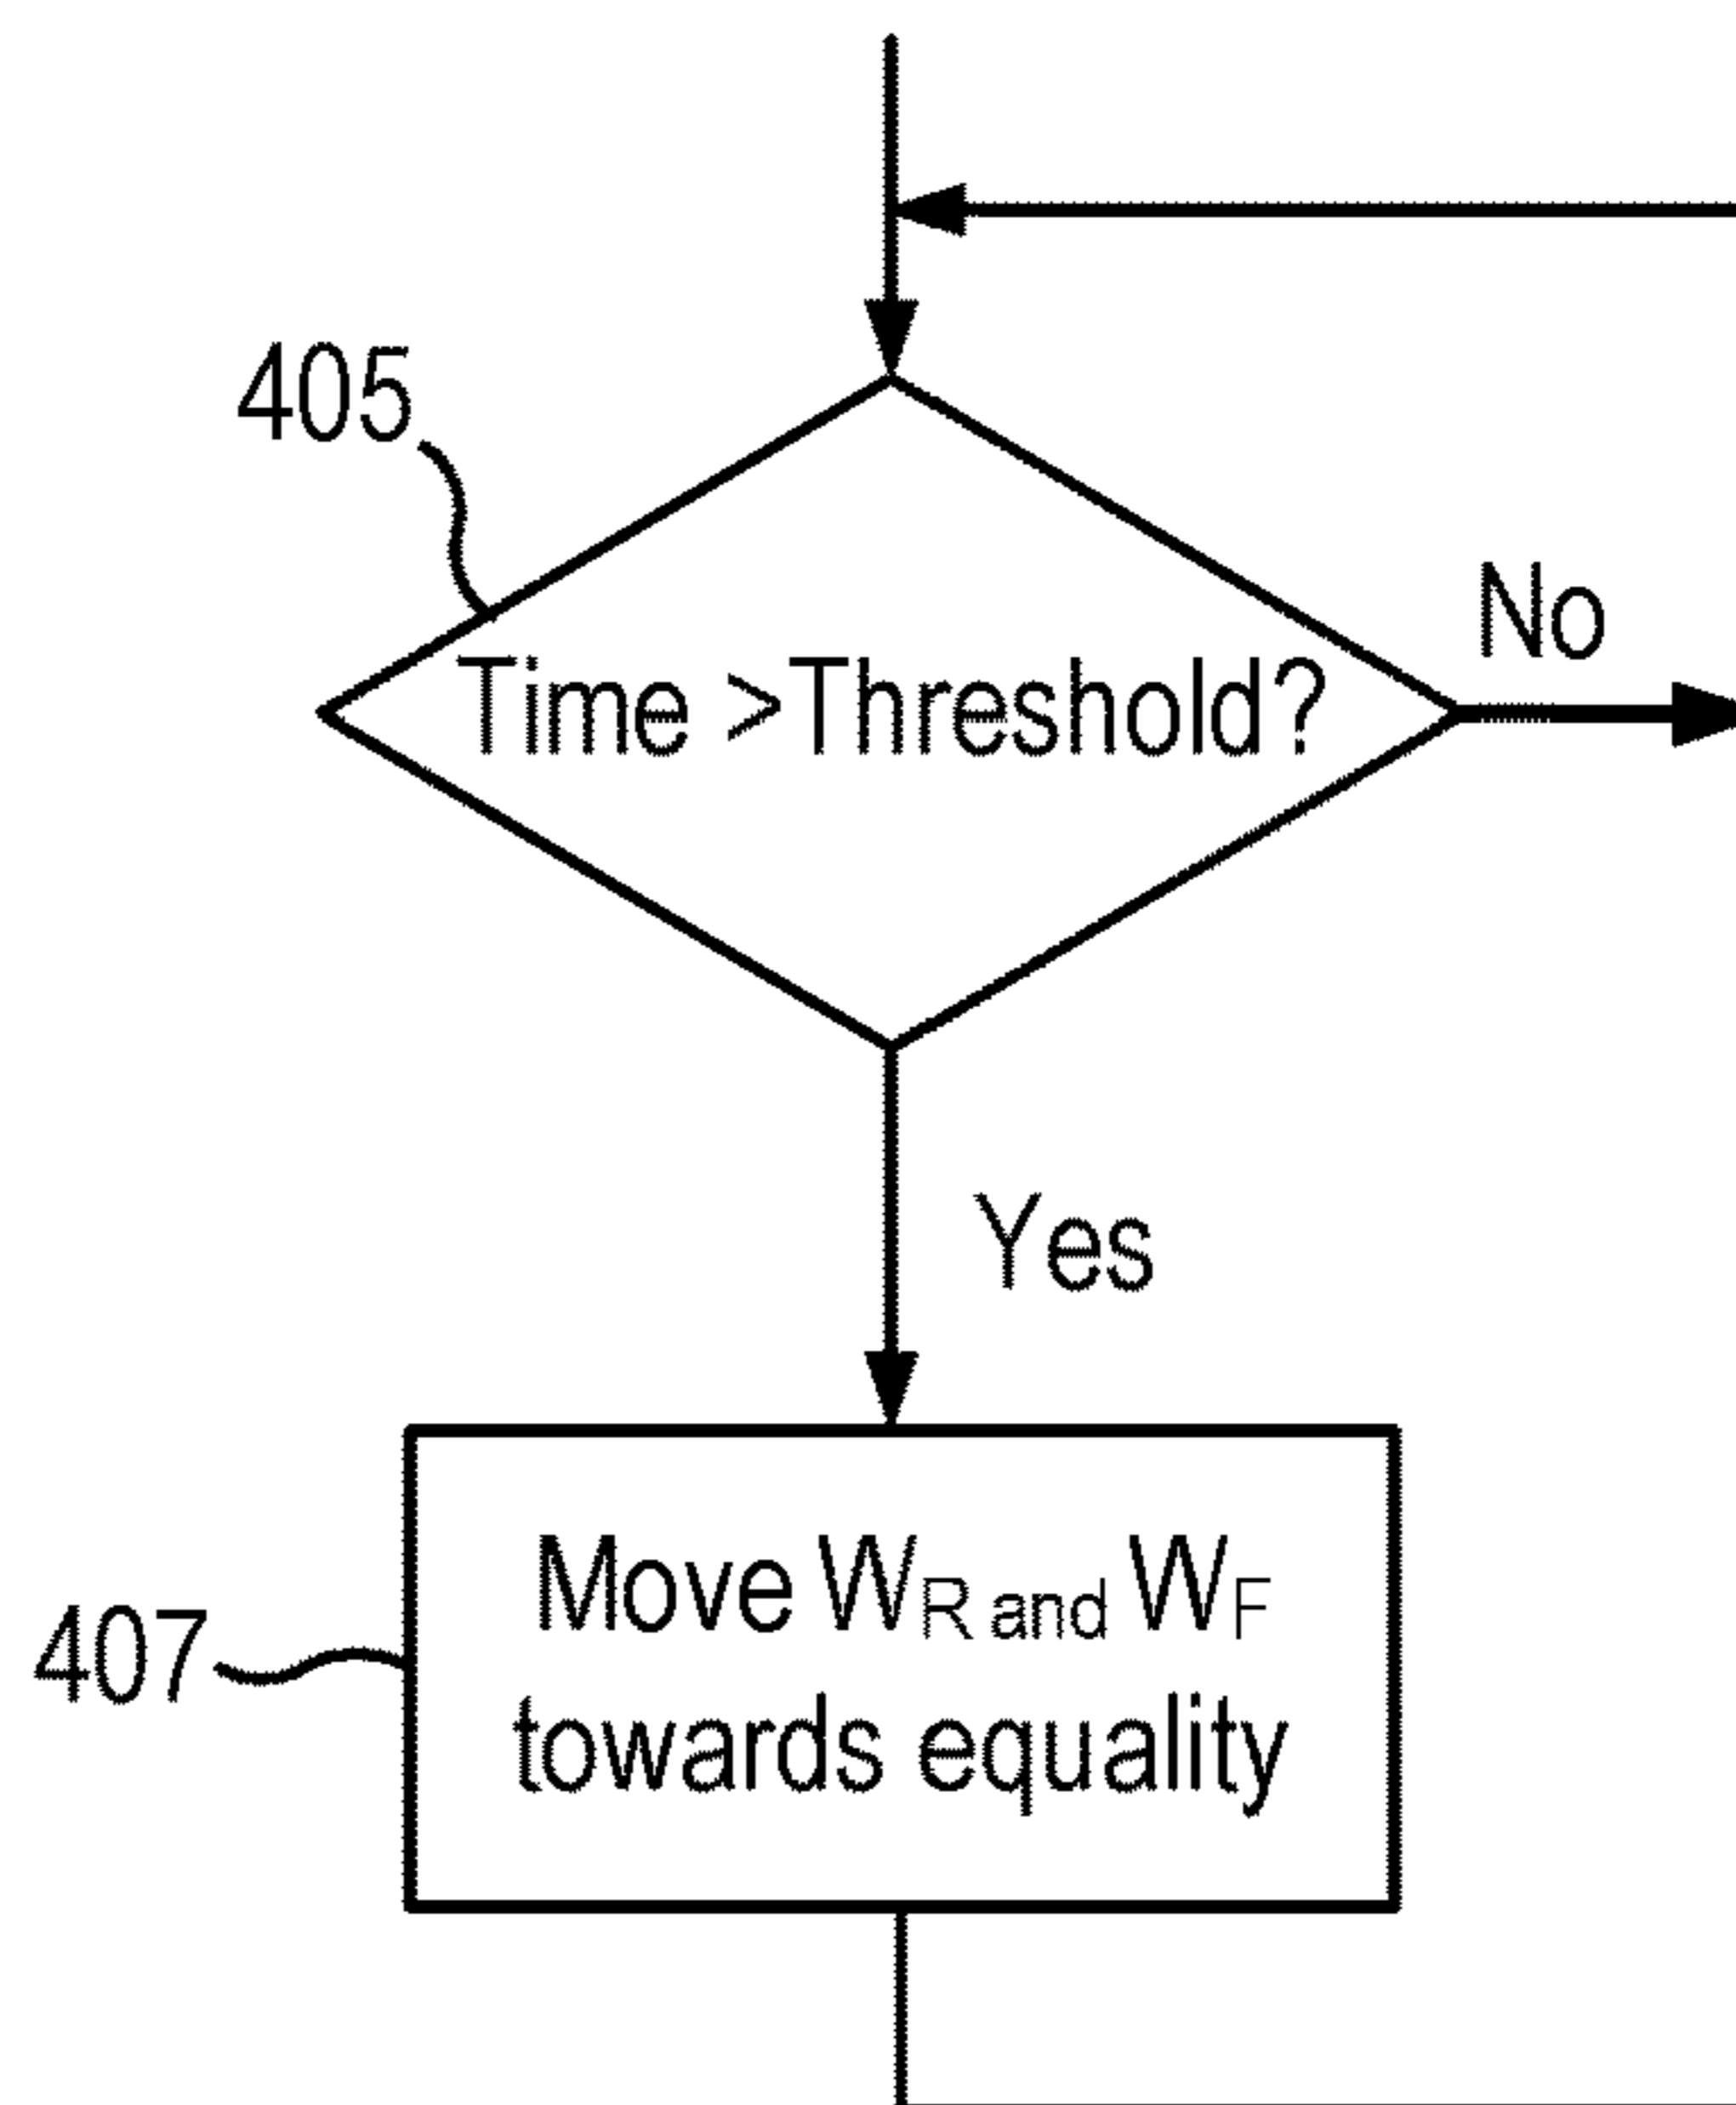 405
No
Time >Threshold?
Yes
Move WR and WF
407
towards equality